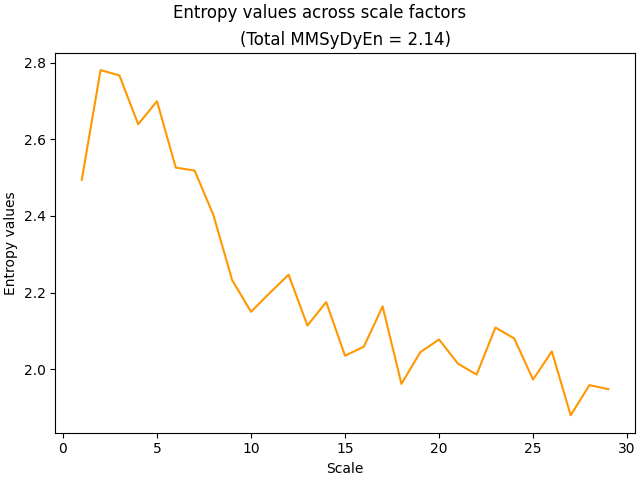 Entropy values across scale factors
(Total MMSyDyEn = 2.14)
Entropy values
2.8
2.6
2.4
2.2
2.0
0 5 10 15 20 25 30
Scale